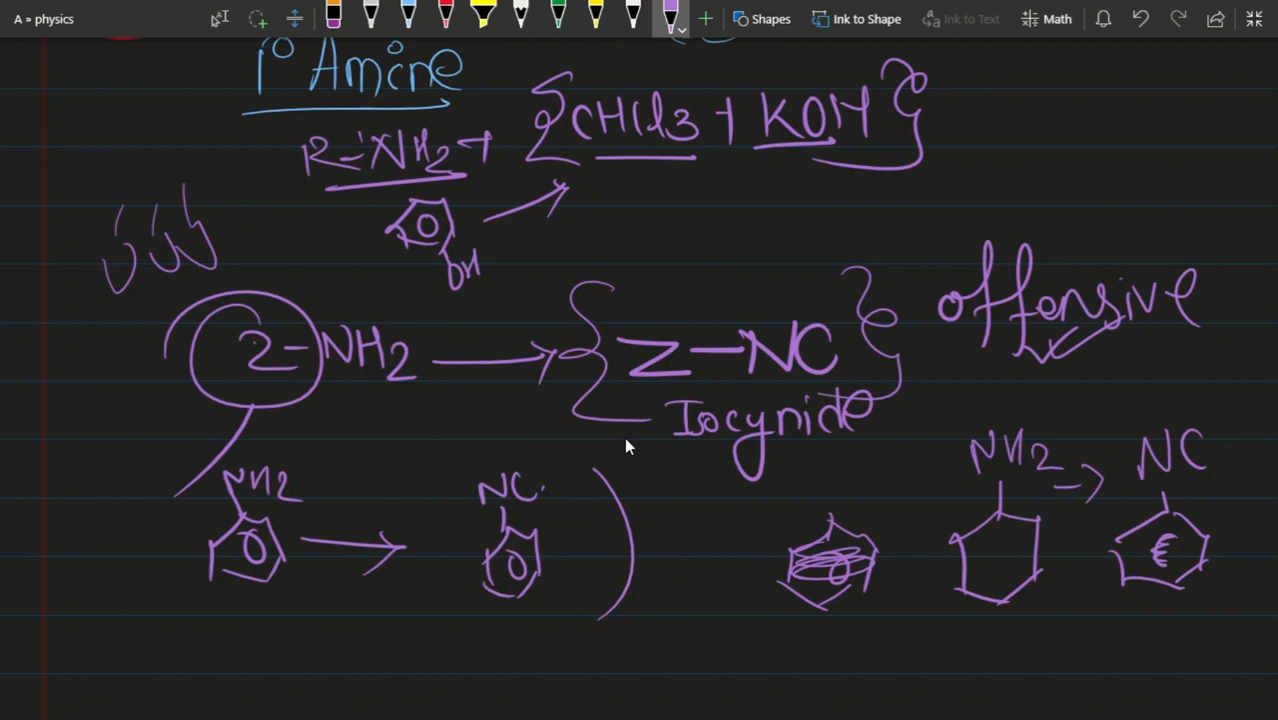 A » physics
Shapes
Ink to Shape
Ink to Text
Math
1° Amine
R-NH2 + {CHCl3 + KOH}
OH
offensive
Z-NH2 → {Z-NC}
Isocynide
NH2 → NC
NH2 → NC